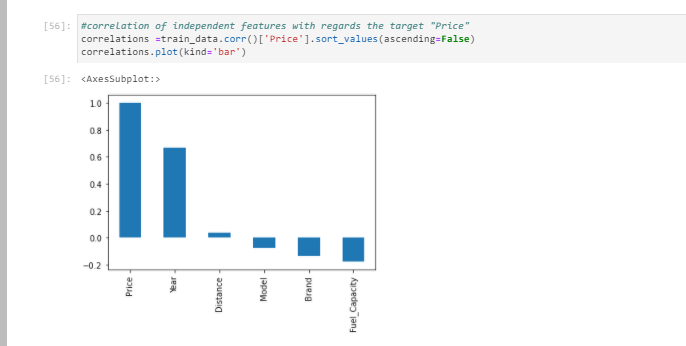 [56]: #correlation of independent features with regards the target "Price"
correlations =train_data.corr()['Price'].sort_values(ascending=False)
correlations.plot(kind='bar')
[56]: <AxesSubplot:>
1.0
0.8
0.6
0.4
0.2
0.0
−0.2
Price
Year
Distance
Model
Brand
Fuel_Capacity